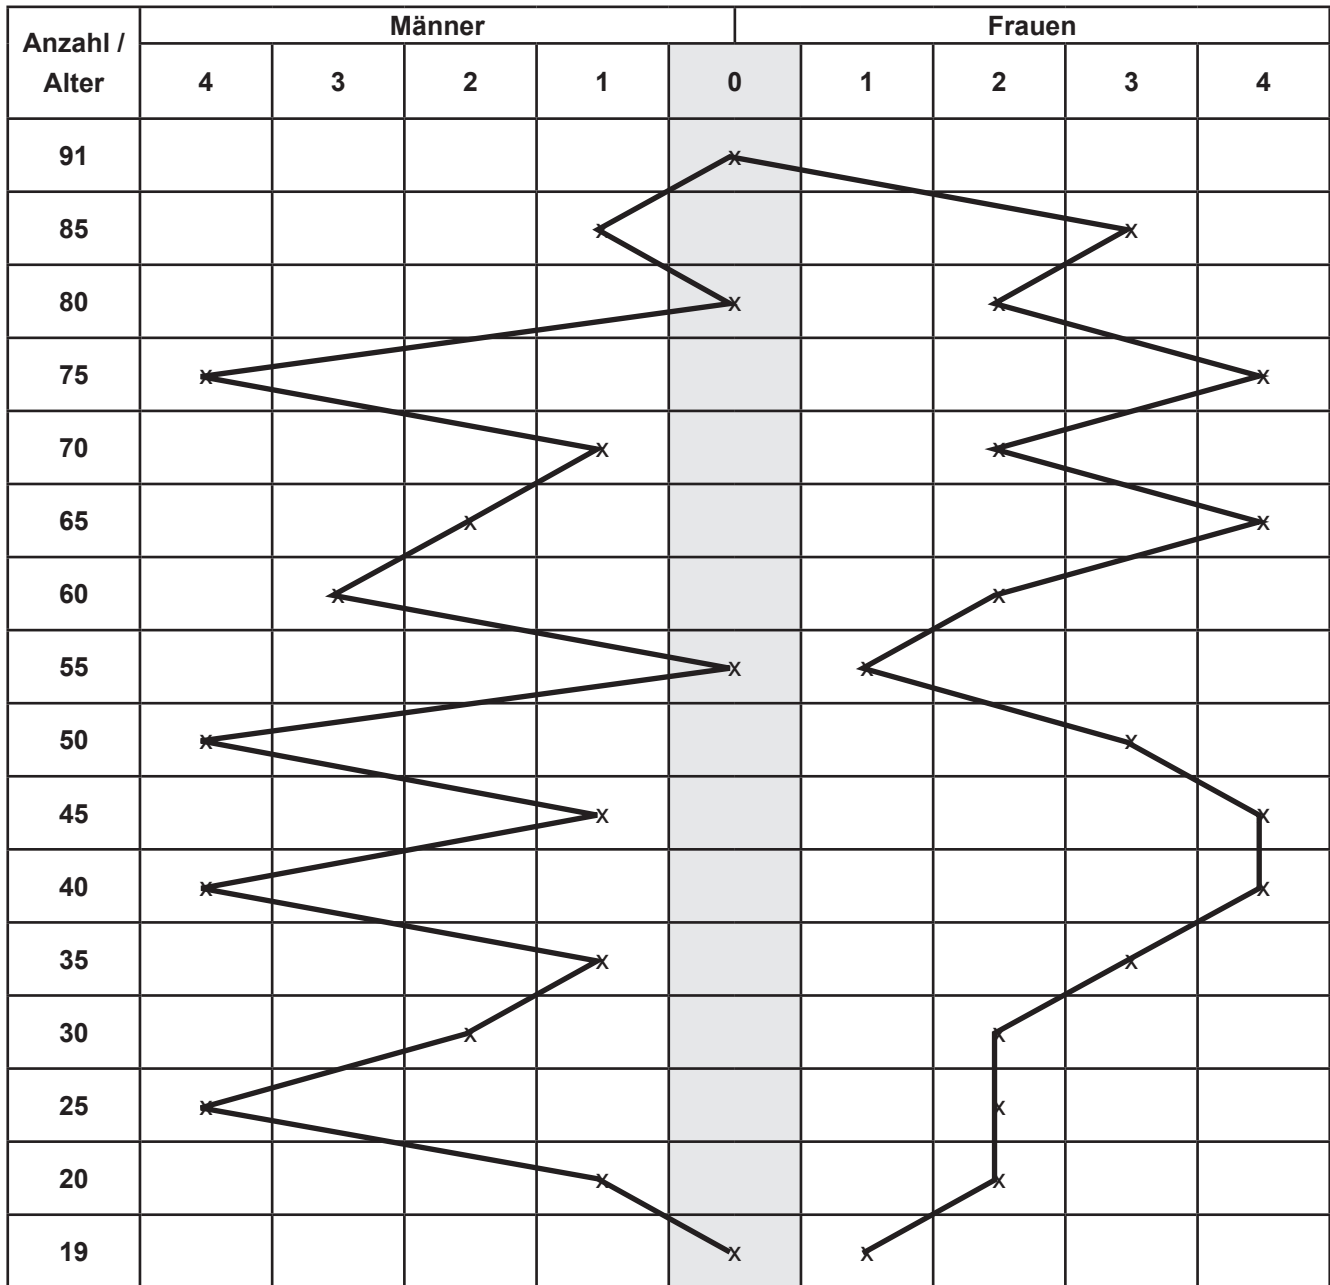 Anzahl / Alter Männer Frauen
4 3 2 1 0 1 2 3 4
91 x
85 x x
80 x x
75 x x
70 x x
65 x x
60 x x
55 x x
50 x x
45 x x
40 x x
35 x x
30 x x
25 x x
20 x x
19 x x